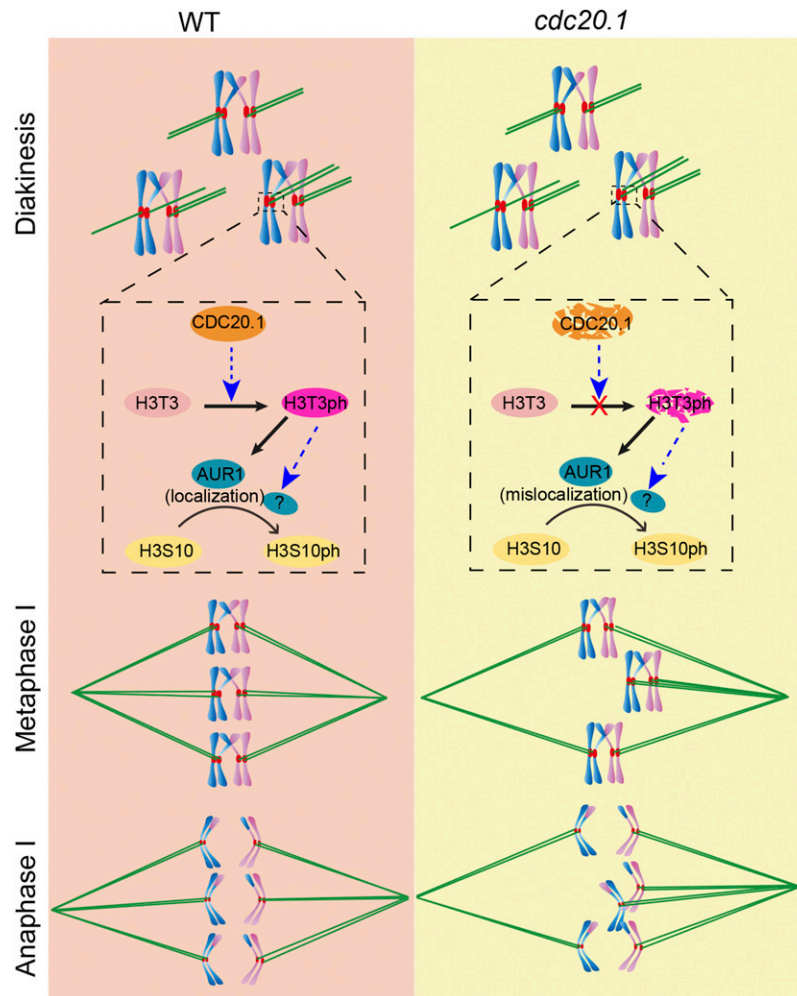 WT
cdc20.1
Diakinesis
CDC20.1
H3T3
H3T3ph
AUR1
(localization)
?
H3S10
H3S10ph
CDC20.1
H3T3
X
H3T3ph
AUR1
(mislocalization)
?
H3S10
H3S10ph
Metaphase I
Anaphase I